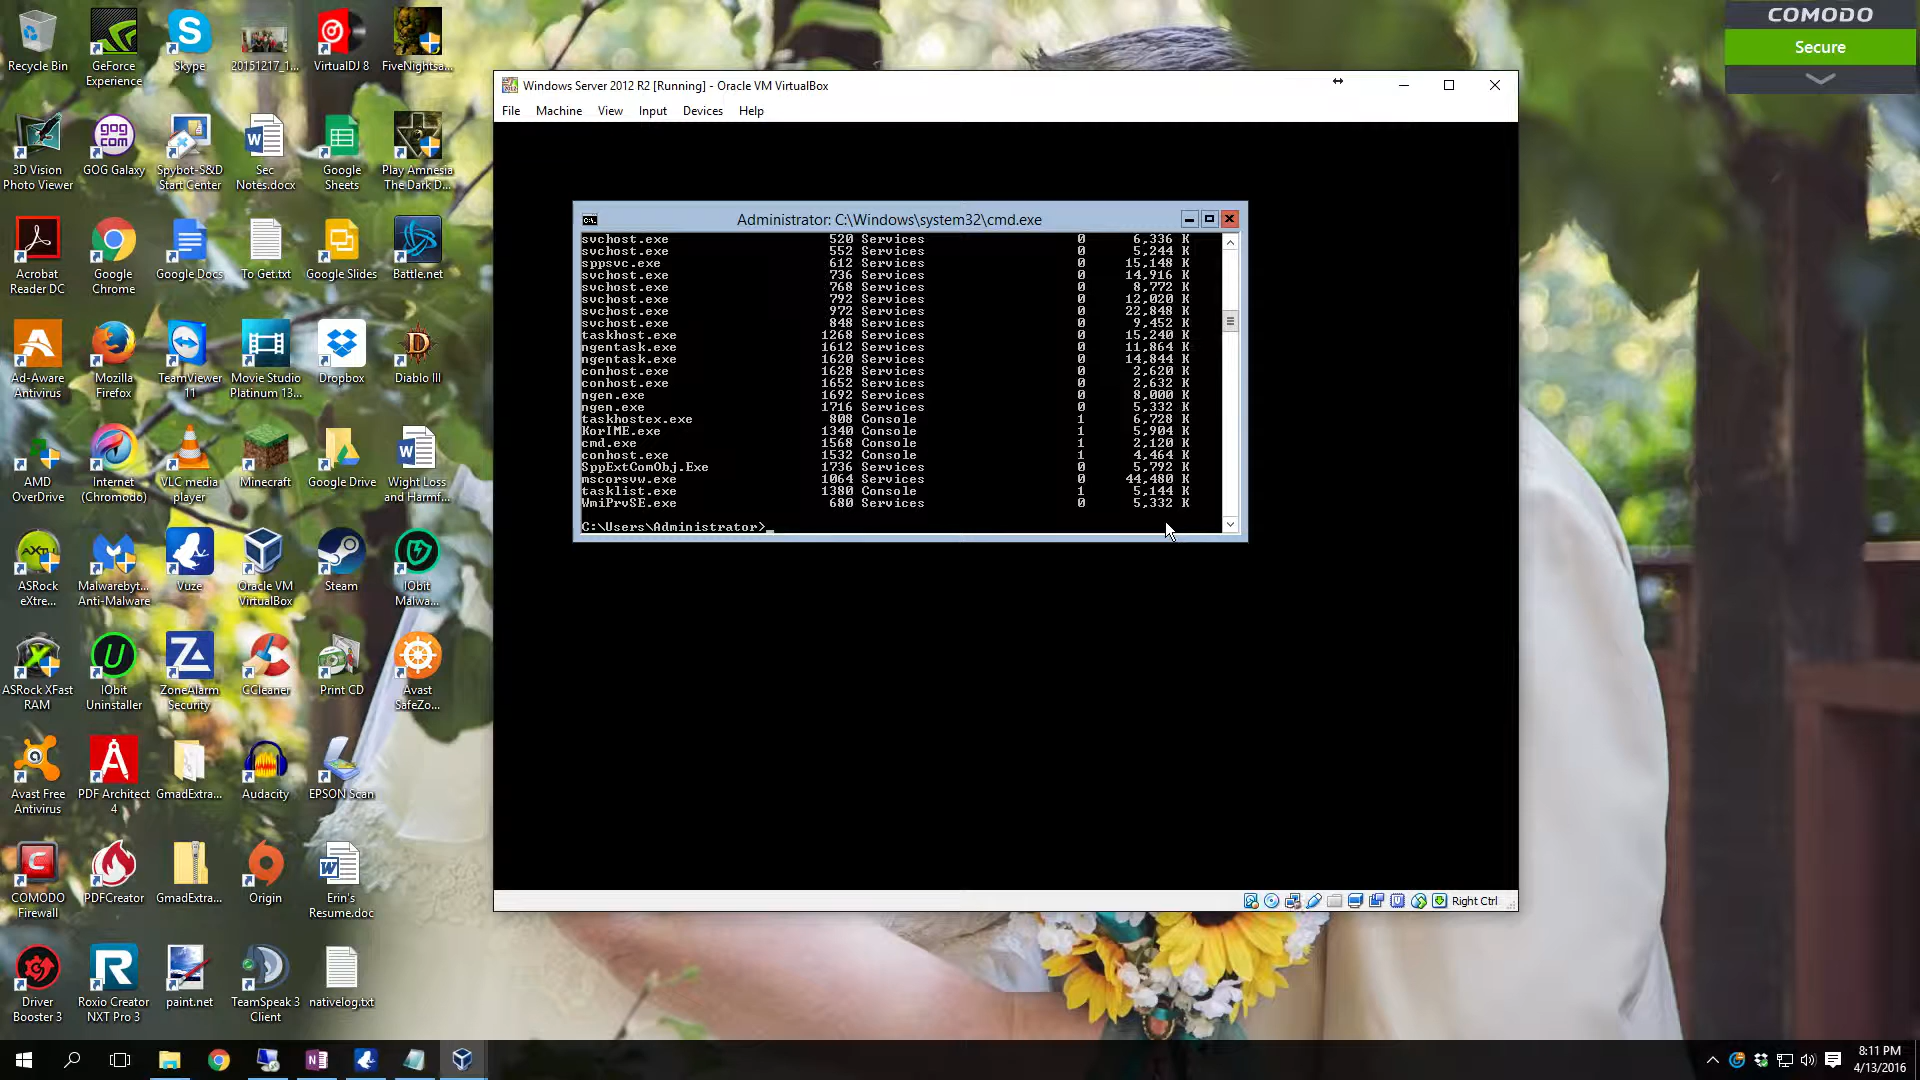 Recycle Bin
GeForce Experience
Skype
20151217_1...
VirtualDJ 8
FiveNightsa...
3D Vision Photo Viewer
GOG Galaxy
Spybot-S&D Start Center
Sec Notes.docx
Google Sheets
Play Amnesia The Dark D...
Acrobat Reader DC
Google Chrome
Google Docs
To Get.txt
Google Slides
Battle.net
Ad-Aware Antivirus
Mozilla Firefox
TeamViewer 11
Movie Studio Platinum 13...
Dropbox
Diablo III
AMD OverDrive
Internet (Chromodo)
VLC media player
Minecraft
Google Drive
Wight Loss and Harmf...
ASRock eXtre...
Malwarebyt... Anti-Malware
Vuze
Oracle VM VirtualBox
Steam
IObit Malwa...
ASRock XFast RAM
IObit Uninstaller
ZoneAlarm Security
CCleaner
Print CD
Avast SafeZo...
Avast Free Antivirus
PDF Architect 4
GmadExtra...
Audacity
EPSON Scan
COMODO Firewall
PDFCreator
GmadExtra...
Origin
Erin's Resume.doc
Driver Booster 3
Roxio Creator NXT Pro 3
paint.net
TeamSpeak 3 Client
nativelog.txt
COMODO
Secure
Windows Server 2012 R2 [Running] - Oracle VM VirtualBox
File Machine View Input Devices Help
Administrator: C:\Windows\system32\cmd.exe
svchost.exe 520 Services 0 6,336 K
svchost.exe 552 Services 0 5,244 K
sppsvc.exe 612 Services 0 15,148 K
svchost.exe 736 Services 0 14,916 K
svchost.exe 768 Services 0 8,772 K
svchost.exe 792 Services 0 12,020 K
svchost.exe 972 Services 0 22,848 K
svchost.exe 848 Services 0 9,452 K
taskhost.exe 1268 Services 0 15,240 K
ngentask.exe 1612 Services 0 11,864 K
ngentask.exe 1620 Services 0 14,844 K
conhost.exe 1628 Services 0 2,620 K
conhost.exe 1652 Services 0 2,632 K
ngen.exe 1692 Services 0 8,000 K
ngen.exe 1716 Services 0 5,332 K
taskhostex.exe 808 Console 1 6,728 K
KorIME.exe 1340 Console 1 5,904 K
cmd.exe 1568 Console 1 2,120 K
conhost.exe 1532 Console 1 4,464 K
SppExtComObj.Exe 1736 Services 0 5,792 K
mscorsvw.exe 1064 Services 0 44,480 K
tasklist.exe 1380 Console 1 5,144 K
WmiPrvSE.exe 680 Services 0 5,332 K
C:\Users\Administrator>_
Right Ctrl
8:11 PM
4/13/2016